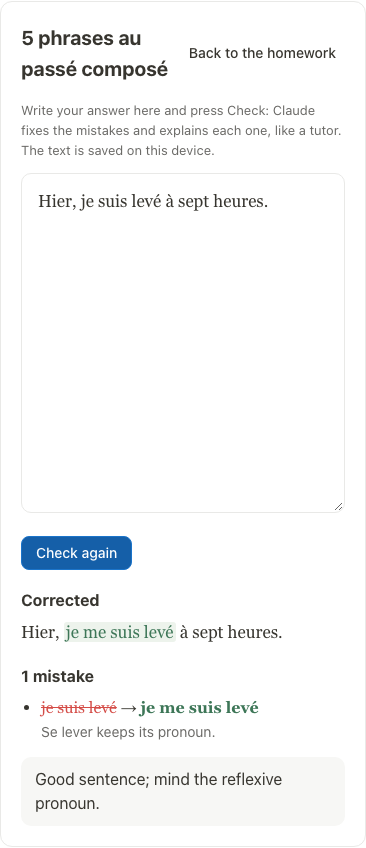 5 phrases au
passé composé
Back to the homework
Write your answer here and press Check: Claude
fixes the mistakes and explains each one, like a tutor.
The text is saved on this device.
Hier, je suis levé à sept heures.
Check again
Corrected
Hier, je me suis levé à sept heures.
1 mistake
je suis levé → je me suis levé
Se lever keeps its pronoun.
Good sentence; mind the reflexive
pronoun.